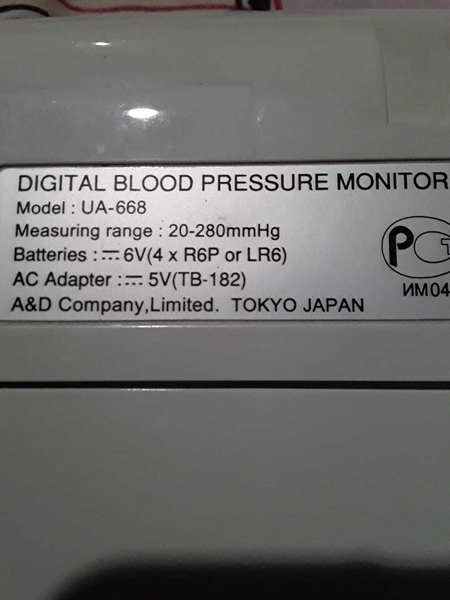 DIGITAL BLOOD PRESSURE MONITOR
Model : UA-668
Measuring range : 20-280mmHg
Batteries : ⎓ 6V(4 x R6P or LR6)
AC Adapter : ⎓ 5V(TB-182)
A&D Company,Limited. TOKYO JAPAN
РСТ
ИМ04